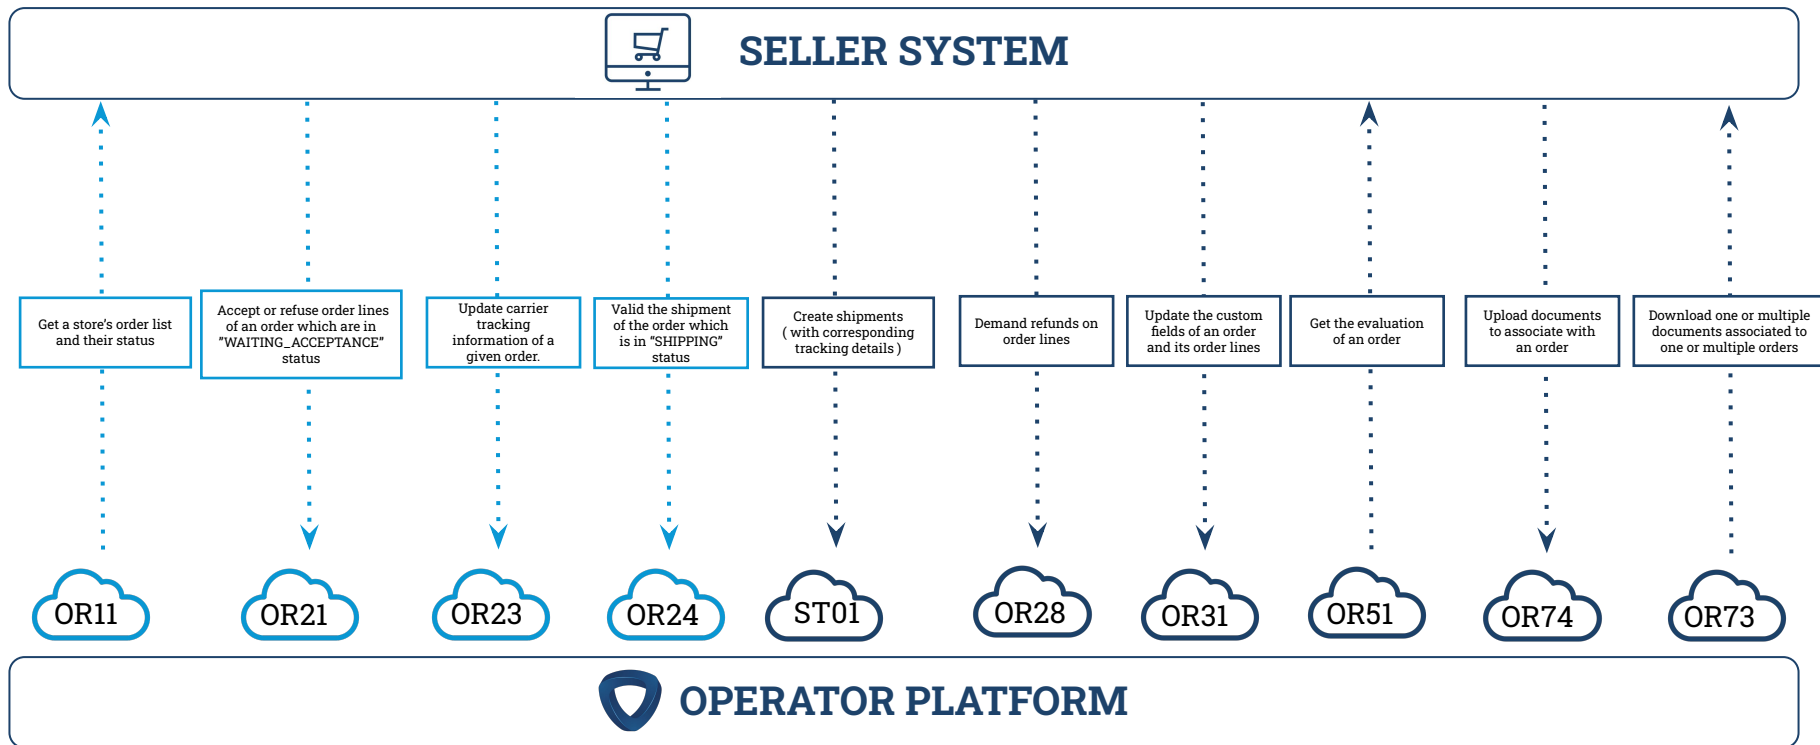 SELLER SYSTEM
Get a store’s order list
and their status
Accept or refuse order lines
of an order which are in
”WAITING_ACCEPTANCE”
status
Update carrier
tracking
information of a
given order.
Valid the shipment
of the order which
is in “SHIPPING”
status
Create shipments
( with corresponding
tracking details )
Demand refunds on
order lines
Update the custom
fields of an order
and its order lines
Get the evaluation
of an order
Upload documents
to associate with
an order
Download one or multiple
documents associated to
one or multiple orders
OR11
OR21
OR23
OR24
ST01
OR28
OR31
OR51
OR74
OR73
OPERATOR PLATFORM